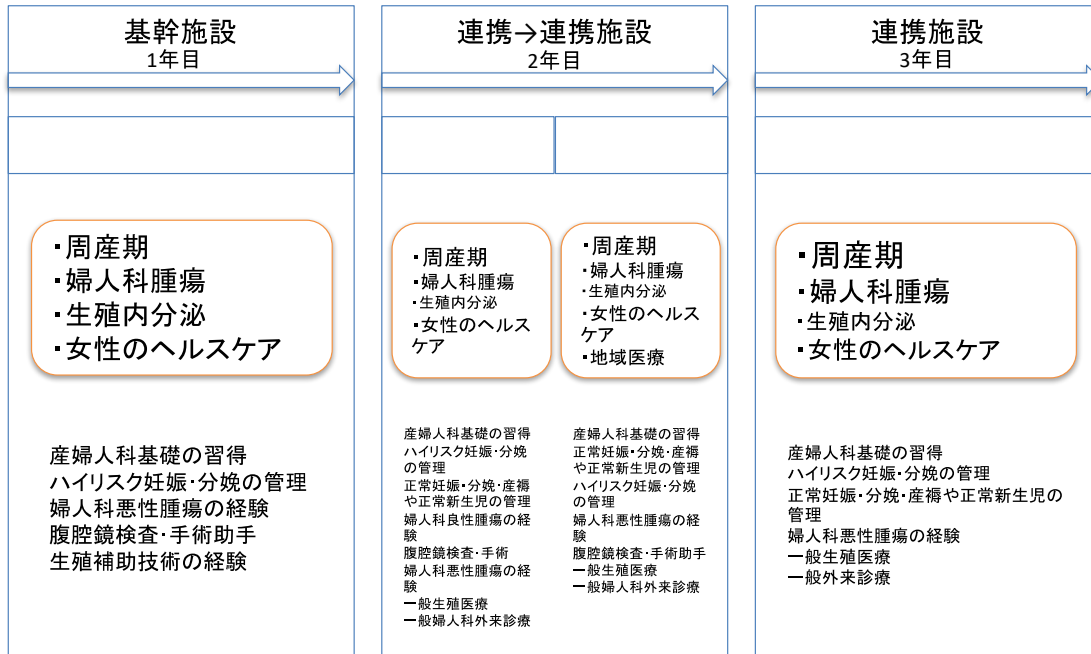 基幹施設
1年目
・周産期
・婦人科腫瘍
・生殖内分泌
・女性のヘルスケア
産婦人科基礎の習得
ハイリスク妊娠・分娩の管理
婦人科悪性腫瘍の経験
腹腔鏡検査・手術助手
生殖補助技術の経験
連携→連携施設
2年目
・周産期
・婦人科腫瘍
・生殖内分泌
・女性のヘルス
ケア
産婦人科基礎の習得
ハイリスク妊娠・分娩
の管理
正常妊娠・分娩・産褥
や正常新生児の管理
婦人科良性腫瘍の経
験
腹腔鏡検査・手術
婦人科悪性腫瘍の経
験
一般生殖医療
一般婦人科外来診療
・周産期
・婦人科腫瘍
・生殖内分泌
・女性のヘルス
ケア
・地域医療
産婦人科基礎の習得
正常妊娠・分娩・産褥
や正常新生児の管理
ハイリスク妊娠・分娩
の管理
婦人科悪性腫瘍の経
験
腹腔鏡検査・手術助手
一般生殖医療
一般婦人科外来診療
連携施設
3年目
・周産期
・婦人科腫瘍
・生殖内分泌
・女性のヘルスケア
産婦人科基礎の習得
ハイリスク妊娠・分娩の管理
正常妊娠・分娩・産褥や正常新生児の
管理
婦人科悪性腫瘍の経験
一般生殖医療
一般外来診療